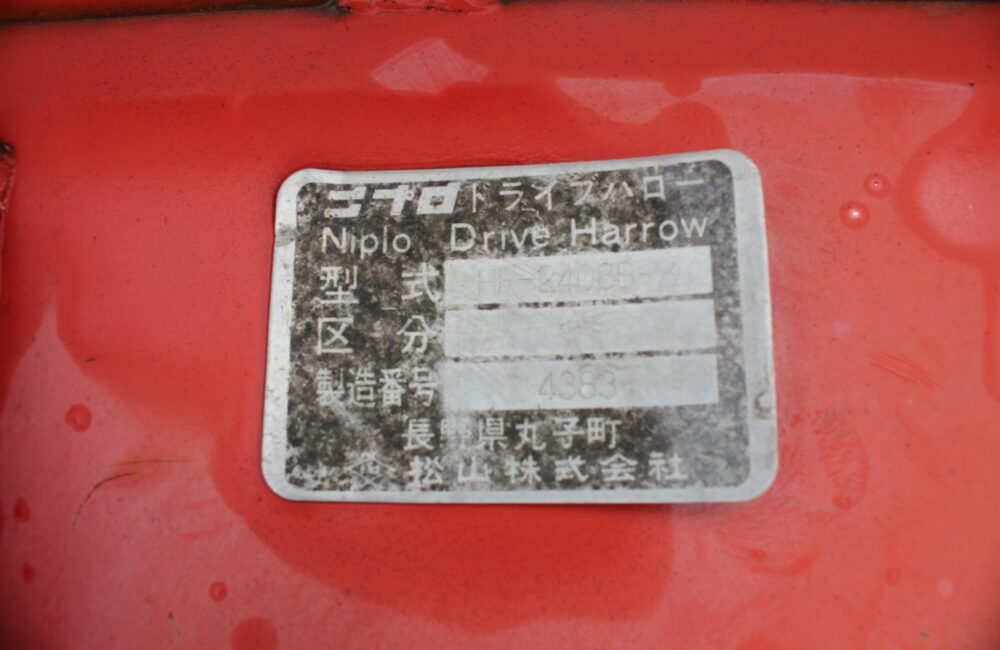 ニプロ ドライブハロー
Niplo Drive Harrow
型式
区分
製造番号 4383
長野県丸子町
松山株式会社